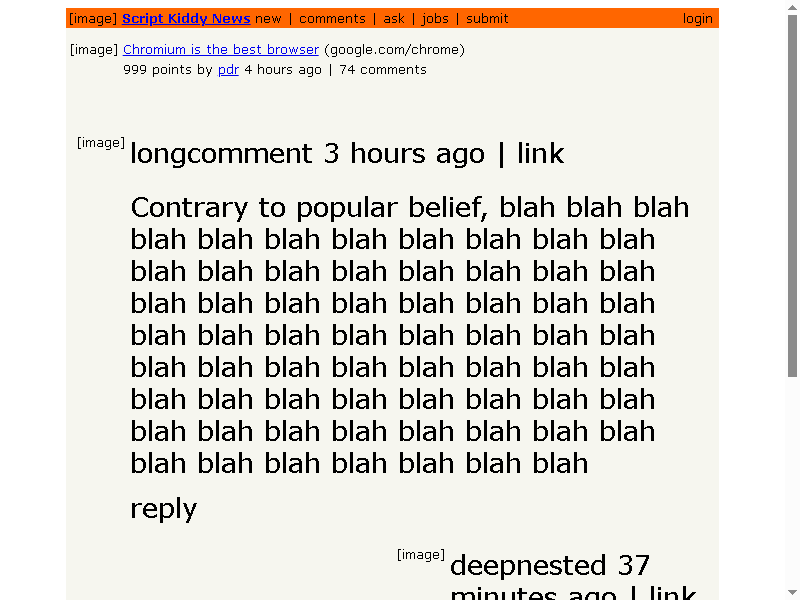 [image] Script Kiddy News new | comments | ask | jobs | submit login
[image] Chromium is the best browser (google.com/chrome)
999 points by pdr 4 hours ago | 74 comments
[image] longcomment 3 hours ago | link
Contrary to popular belief, blah blah blah
blah blah blah blah blah blah blah blah
blah blah blah blah blah blah blah blah
blah blah blah blah blah blah blah blah
blah blah blah blah blah blah blah blah
blah blah blah blah blah blah blah blah
blah blah blah blah blah blah blah blah
blah blah blah blah blah blah blah blah
blah blah blah blah blah blah blah
reply
[image] deepnested 37
minutes ago | link